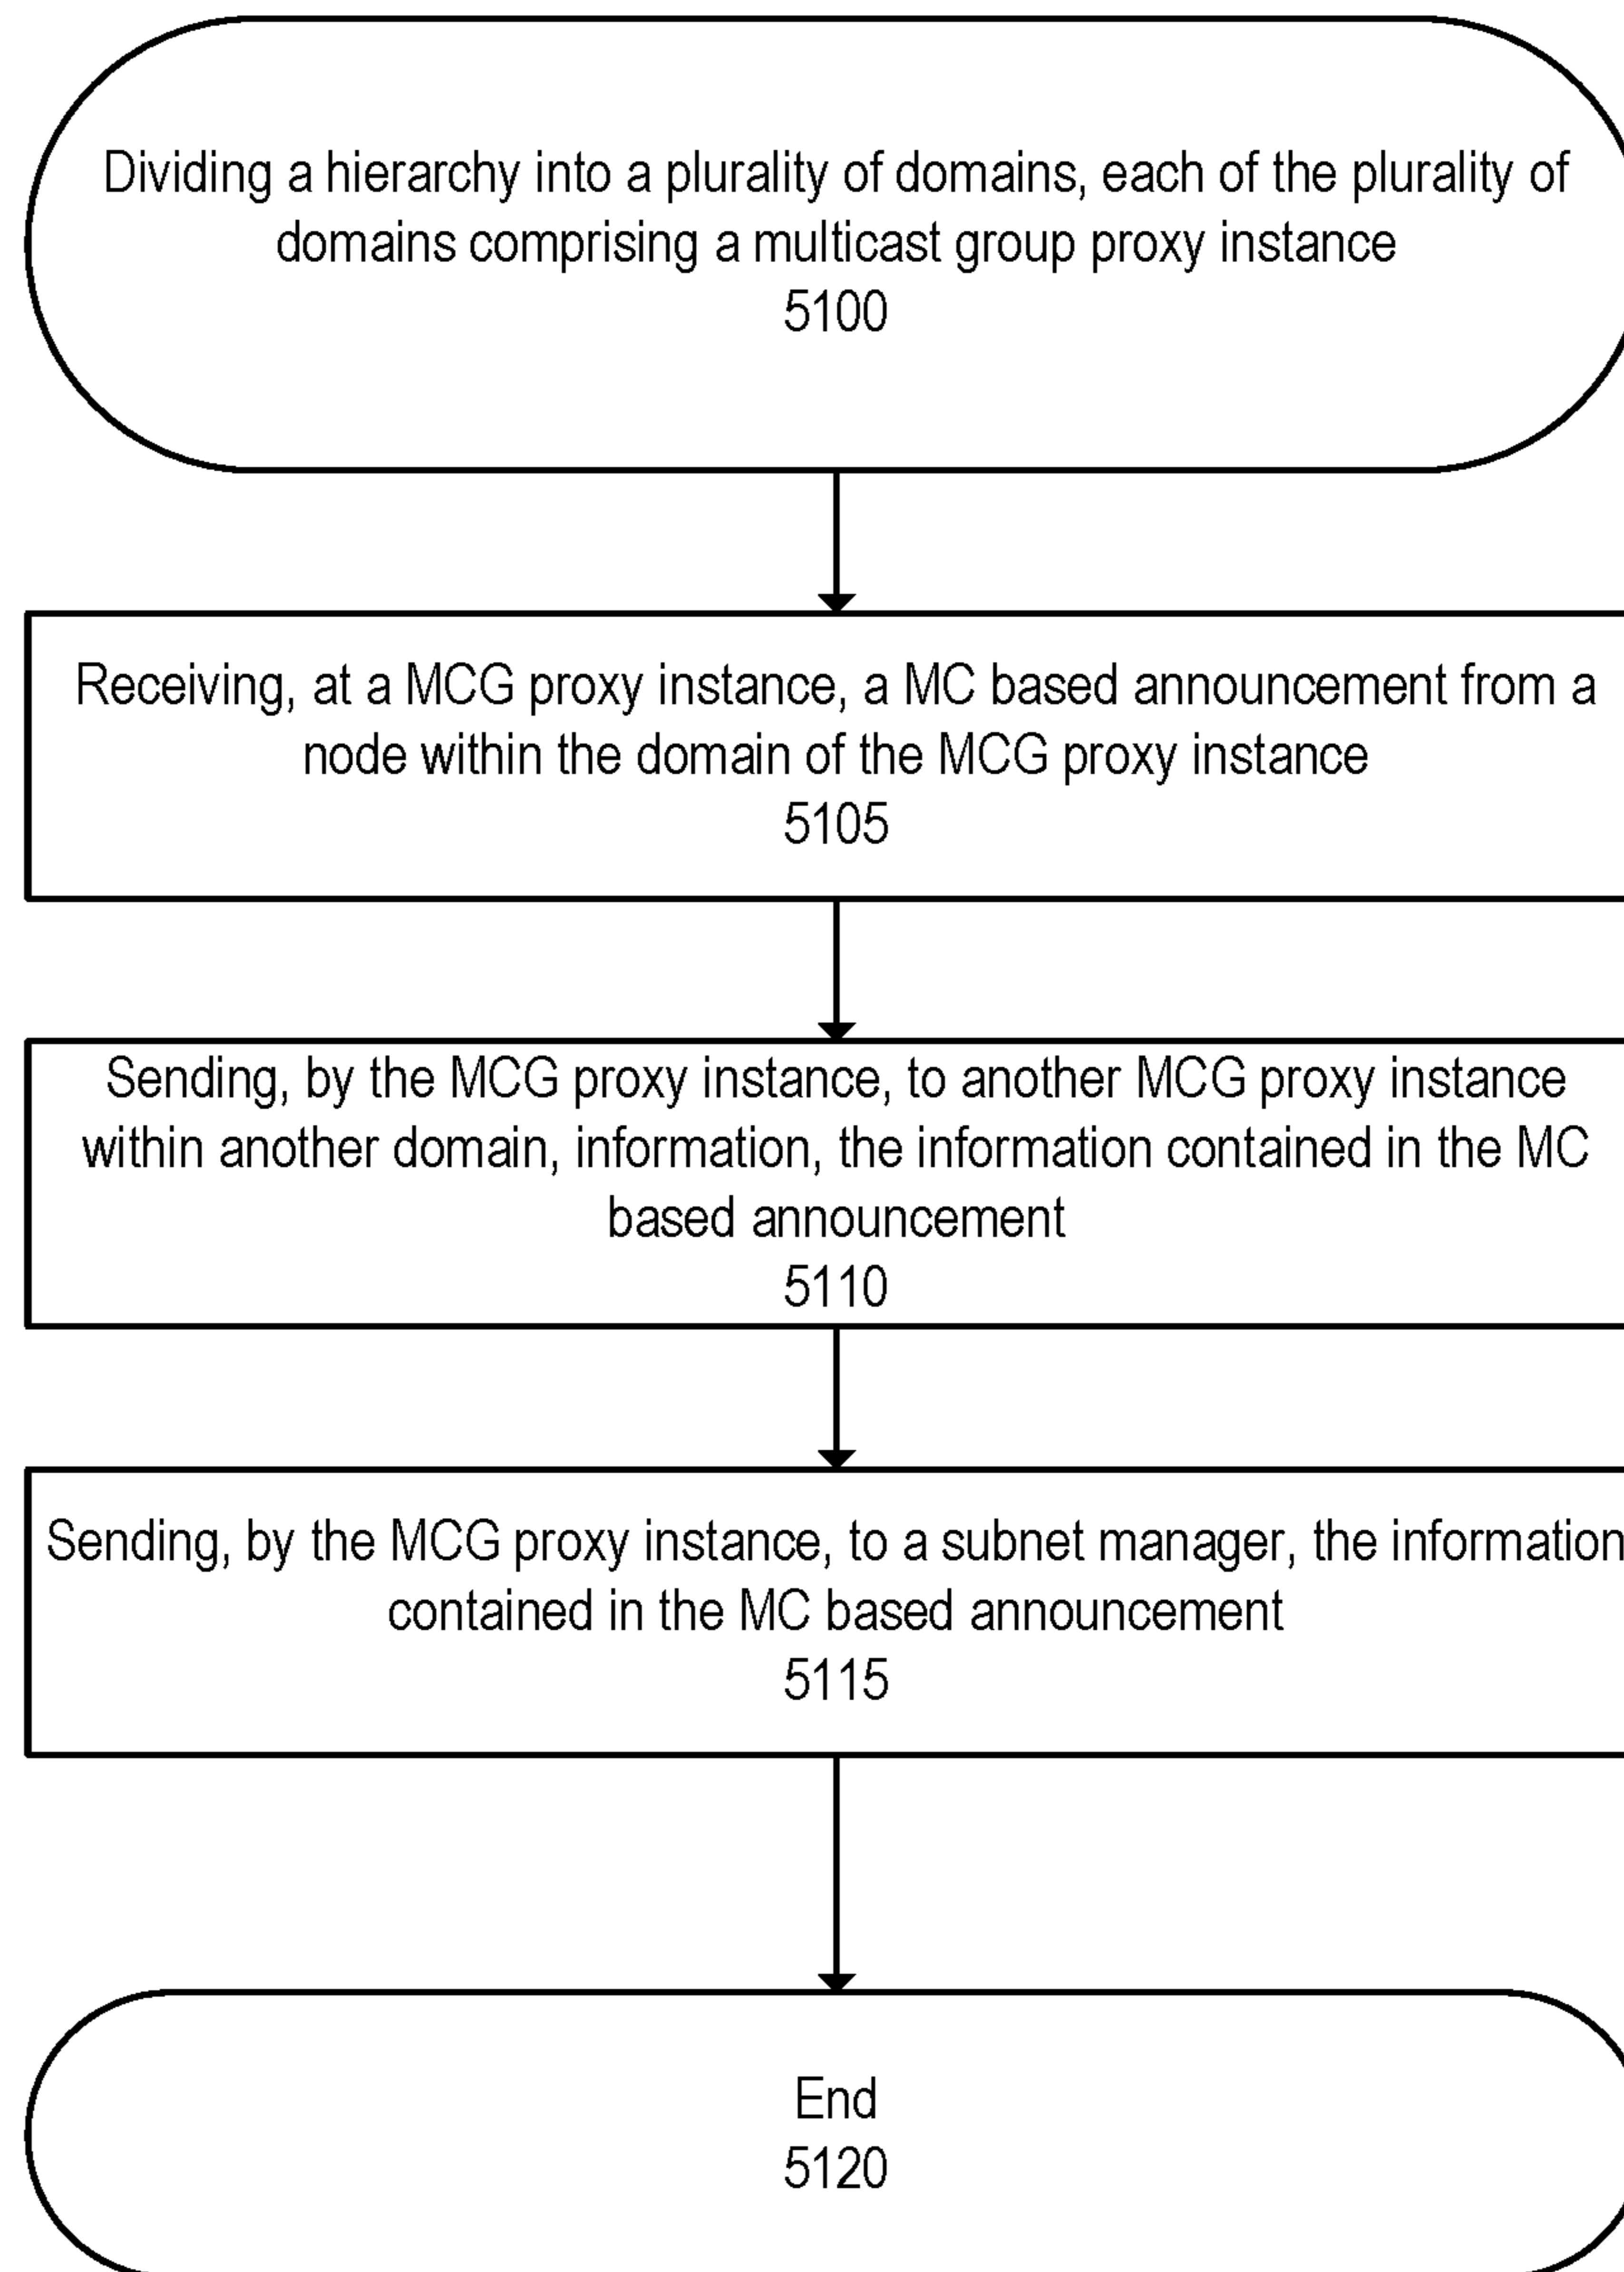 Dividing a hierarchy into a plurality of domains, each of the plurality of
domains comprising a multicast group proxy instance
5100
Receiving, at a MCG proxy instance, a MC based announcement from a
node within the domain of the MCG proxy instance
5105
Sending, by the MCG proxy instance, to another MCG proxy instance
within another domain, information, the information contained in the MC
based announcement
5110
Sending, by the MCG proxy instance, to a subnet manager, the information
contained in the MC based announcement
5115
End
5120